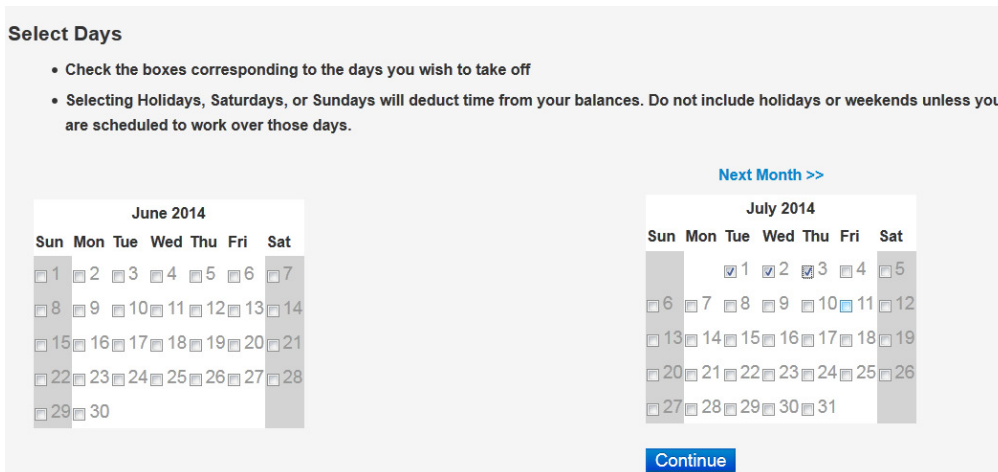 Select Days
• Check the boxes corresponding to the days you wish to take off
• Selecting Holidays, Saturdays, or Sundays will deduct time from your balances. Do not include holidays or weekends unless you
are scheduled to work over those days.
June 2014
Sun Mon Tue Wed Thu Fri Sat
1 2 3 4 5 6 7
8 9 10 11 12 13 14
15 16 17 18 19 20 21
22 23 24 25 26 27 28
29 30
Next Month >>
July 2014
Sun Mon Tue Wed Thu Fri Sat
1 2 3 4 5
6 7 8 9 10 11 12
13 14 15 16 17 18 19
20 21 22 23 24 25 26
27 28 29 30 31
Continue